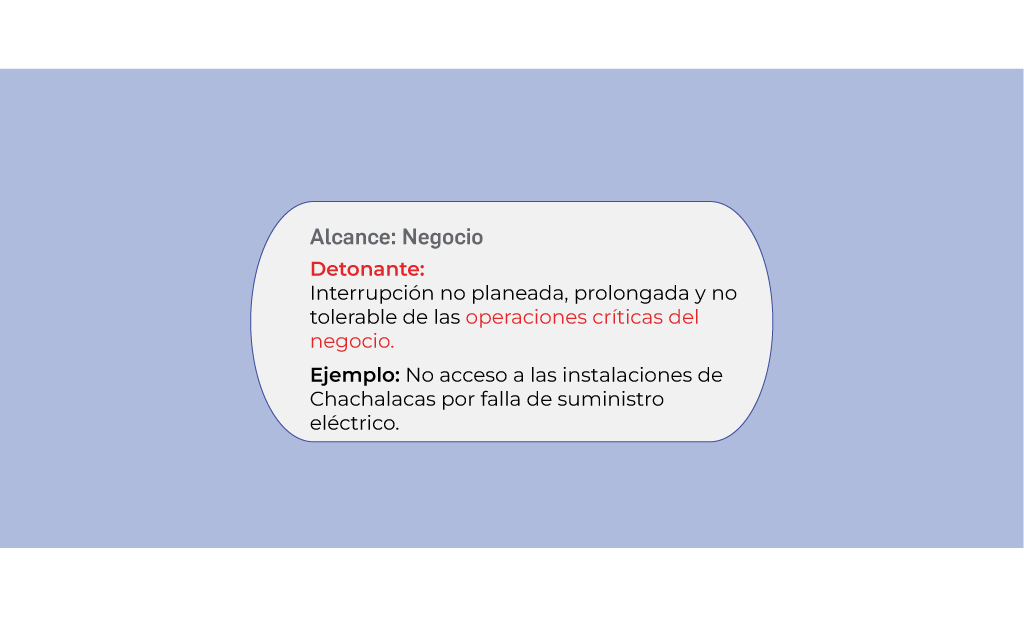 Alcance: Negocio
Detonante:
Interrupción no planeada, prolongada y no
tolerable de las operaciones críticas del
negocio.
Ejemplo: No acceso a las instalaciones de
Chachalacas por falla de suministro
eléctrico.